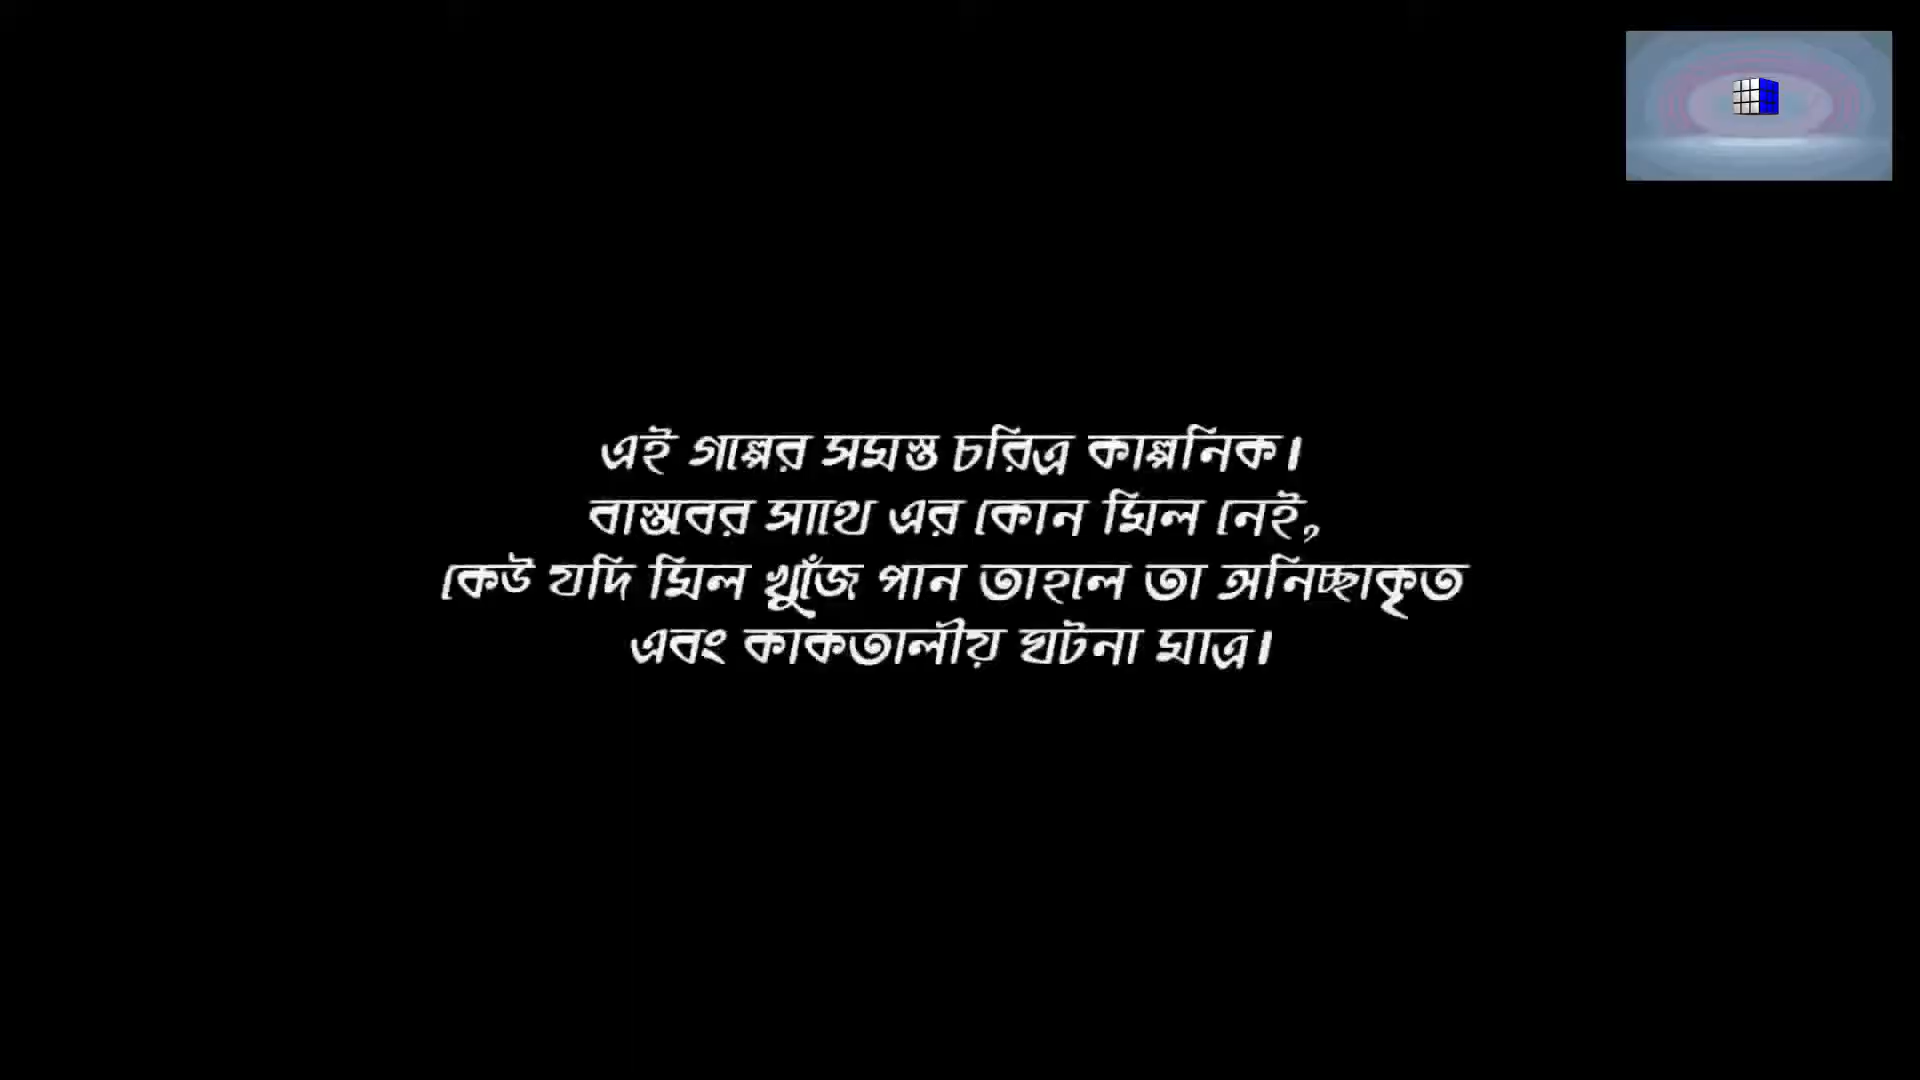 এই গল্পের সমস্ত চরিত্র কাল্পনিক।
বাস্তবের সাথে এর কোন মিল নেই,
কেউ যদি মিল খুঁজে পান তাহলে তা অনিচ্ছাকৃত
এবং কাকতালীয় ঘটনা মাত্র।